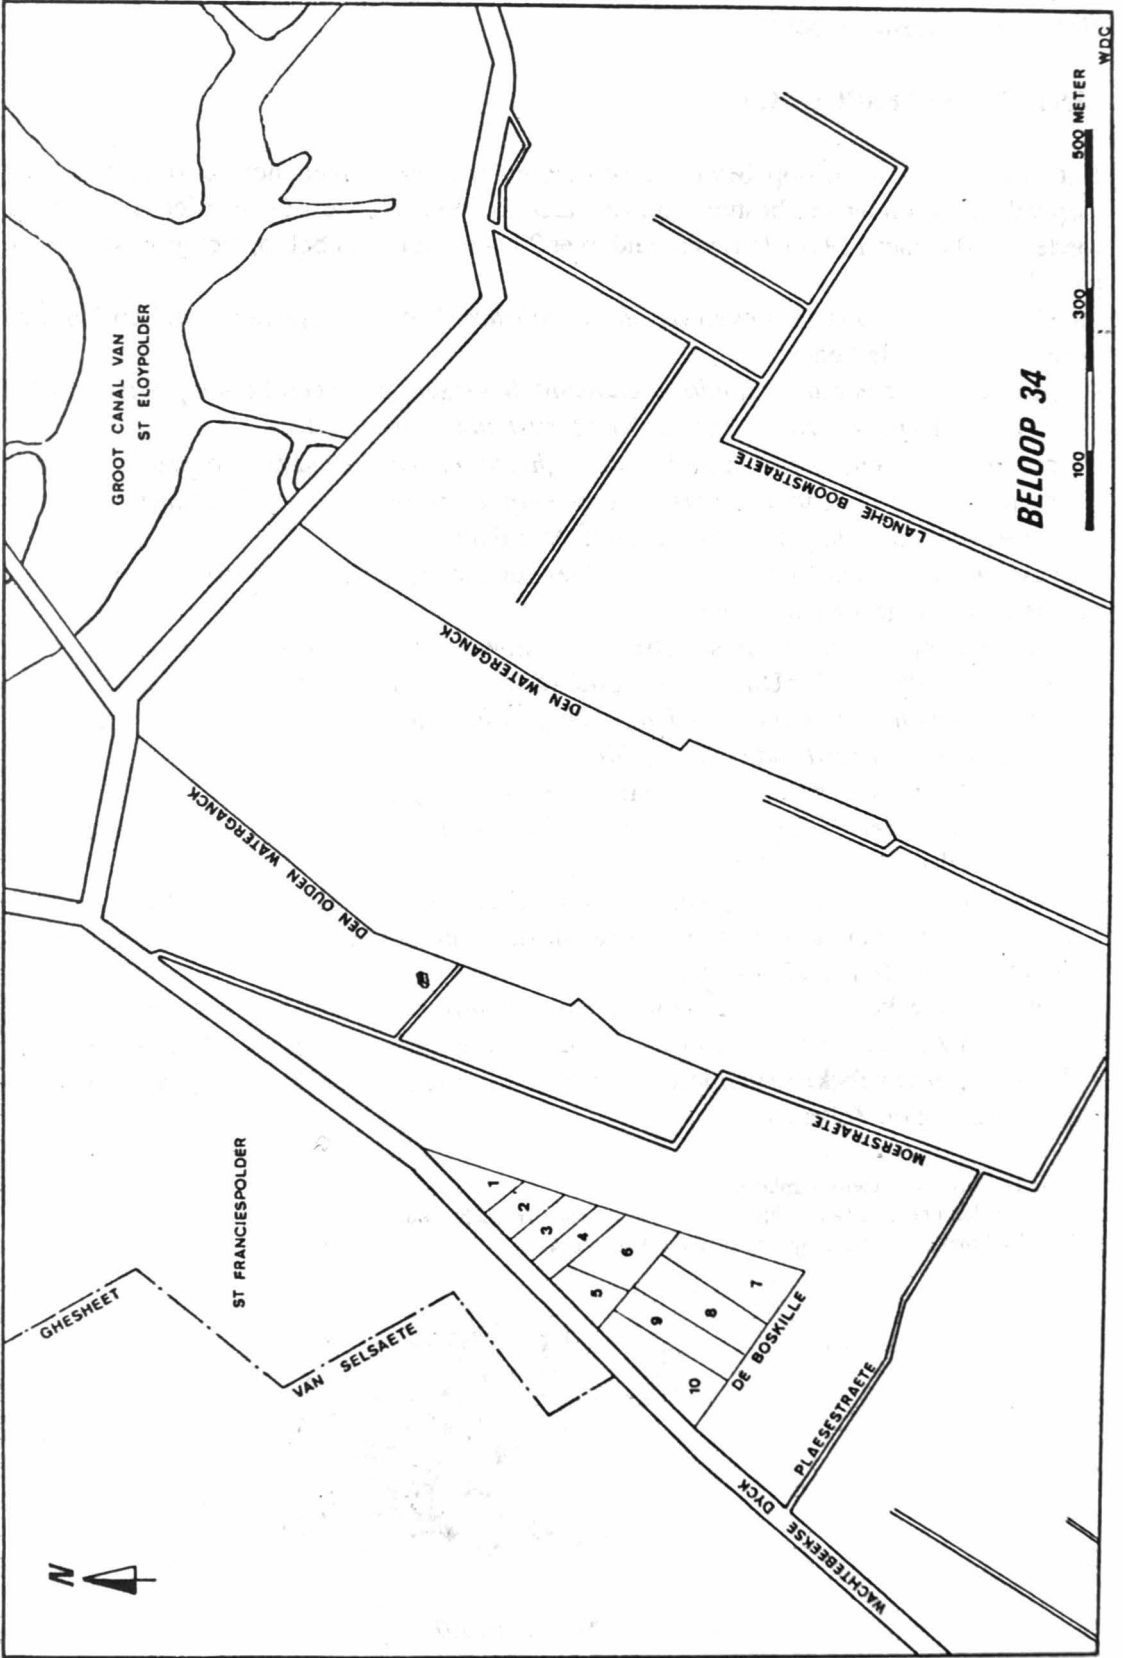 N
GHESHEET
VAN SELSAETE
ST FRANCIESPOLDER
GROOT CANAL VAN
ST ELOYPOLDER
DEN OUDEN WATERGANCK
DEN WATERGANCK
LANGHE BOOMSTRAETE
MOERSTRAETE
1
2
3
4
5
6
7
8
9
10
DE BOSKILLE
PLAESESTRAETE
WACHTEBEEKSE DYCK
BELOOP 34
100 300 500 METER
WDC